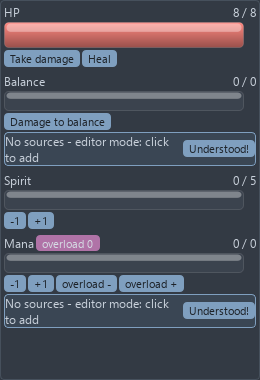 HP 8 / 8
Take damage Heal
Balance 0 / 0
Damage to balance
No sources - editor mode: click
to add
Understood!
Spirit 0 / 5
-1 +1
Mana overload 0 0 / 0
-1 +1 overload - overload +
No sources - editor mode: click
to add
Understood!